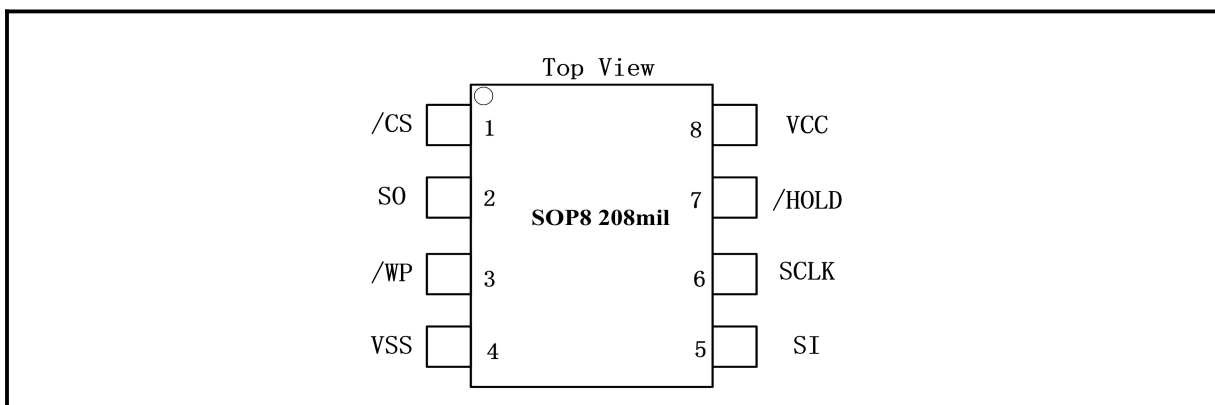 Top View
/CS 1 8 VCC
SO 2 7 /HOLD
SOP8 208mil
/WP 3 6 SCLK
VSS 4 5 SI